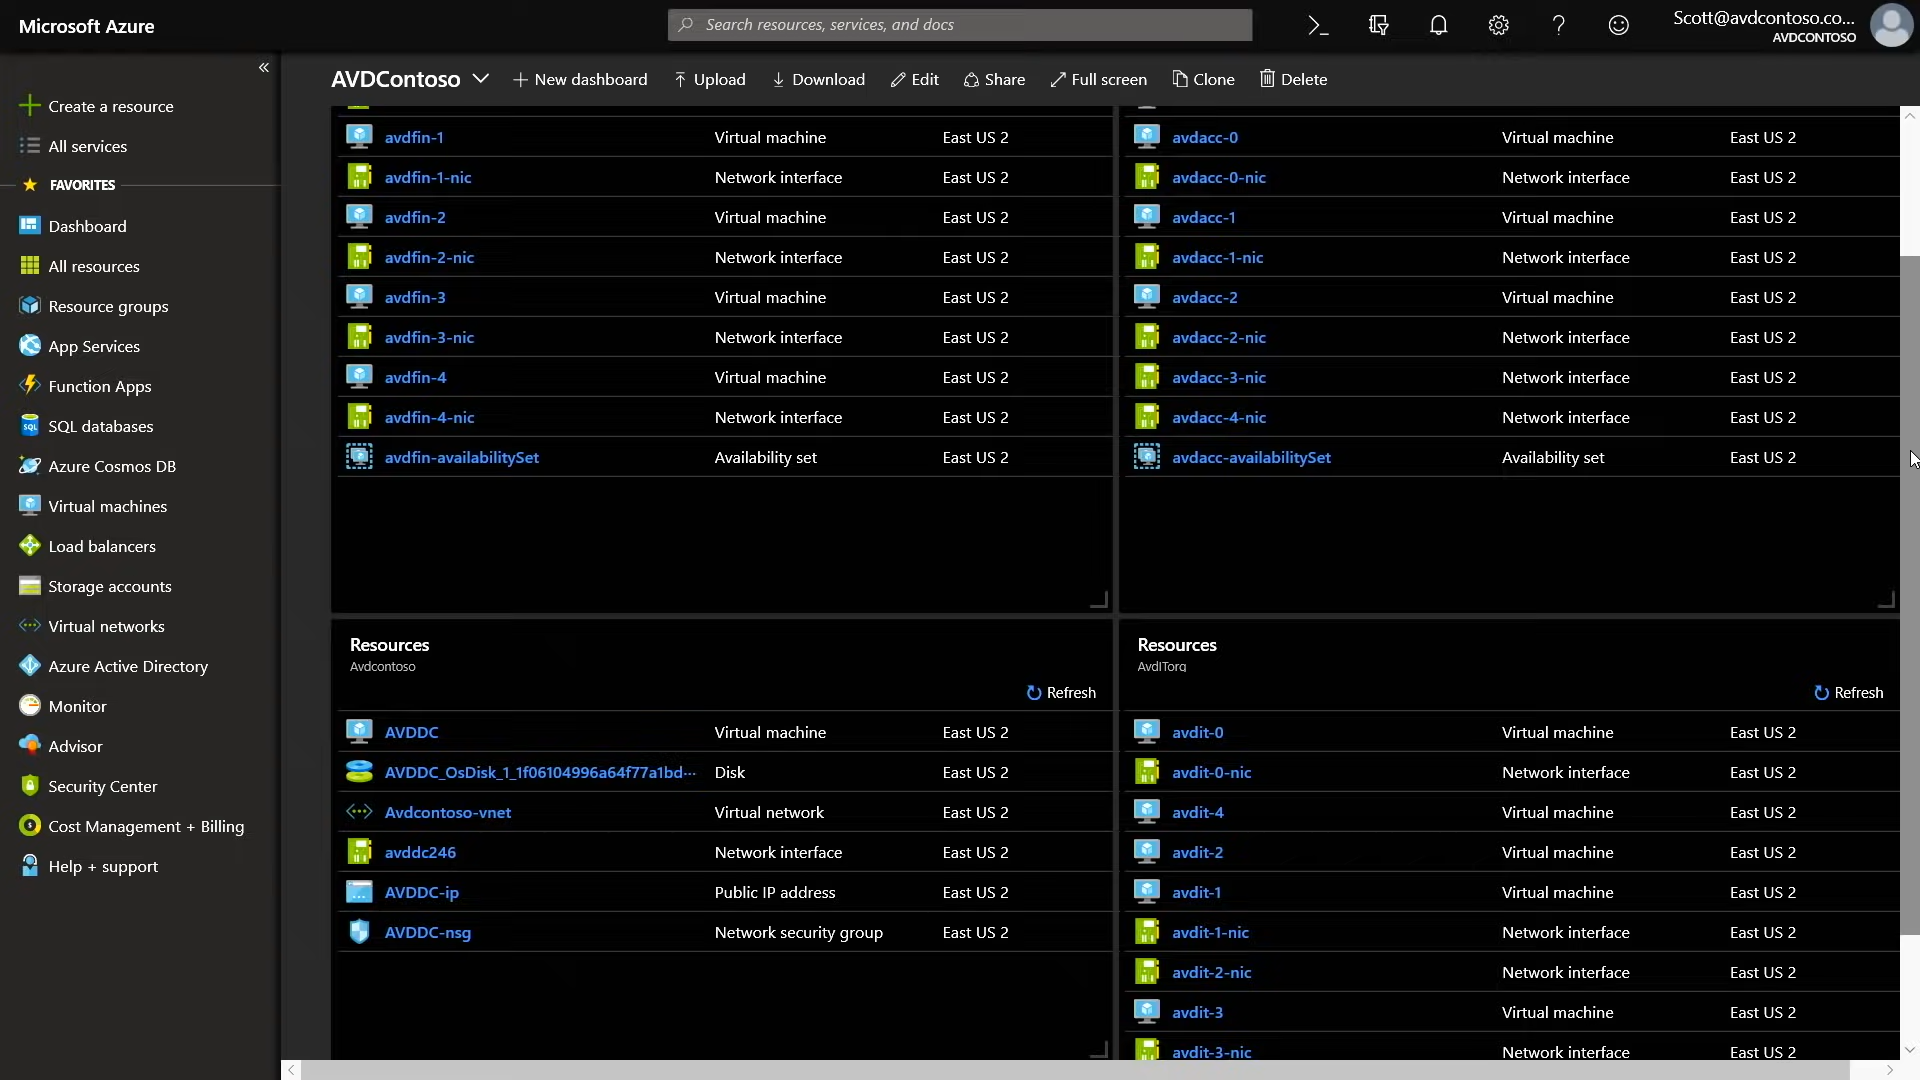 Microsoft Azure
Search resources, services, and docs
Scott@avdcontoso.co...
AVDCONTOSO
AVDContoso
New dashboard
Upload
Download
Edit
Share
Full screen
Clone
Delete
Create a resource
All services
FAVORITES
Dashboard
All resources
Resource groups
App Services
Function Apps
SQL databases
Azure Cosmos DB
Virtual machines
Load balancers
Storage accounts
Virtual networks
Azure Active Directory
Monitor
Advisor
Security Center
Cost Management + Billing
Help + support
avdfin-1 Virtual machine East US 2
avdfin-1-nic Network interface East US 2
avdfin-2 Virtual machine East US 2
avdfin-2-nic Network interface East US 2
avdfin-3 Virtual machine East US 2
avdfin-3-nic Network interface East US 2
avdfin-4 Virtual machine East US 2
avdfin-4-nic Network interface East US 2
avdfin-availabilitySet Availability set East US 2
avdacc-0 Virtual machine East US 2
avdacc-0-nic Network interface East US 2
avdacc-1 Virtual machine East US 2
avdacc-1-nic Network interface East US 2
avdacc-2 Virtual machine East US 2
avdacc-2-nic Network interface East US 2
avdacc-3-nic Network interface East US 2
avdacc-4-nic Network interface East US 2
avdacc-availabilitySet Availability set East US 2
Resources
Avdcontoso
Refresh
AVDDC Virtual machine East US 2
AVDDC_OsDisk_1_1f06104996a64f77a1bd... Disk East US 2
Avdcontoso-vnet Virtual network East US 2
avddc246 Network interface East US 2
AVDDC-ip Public IP address East US 2
AVDDC-nsg Network security group East US 2
Resources
AvdITorg
Refresh
avdit-0 Virtual machine East US 2
avdit-0-nic Network interface East US 2
avdit-4 Virtual machine East US 2
avdit-2 Virtual machine East US 2
avdit-1 Virtual machine East US 2
avdit-1-nic Network interface East US 2
avdit-2-nic Network interface East US 2
avdit-3 Virtual machine East US 2
avdit-3-nic Network interface East US 2